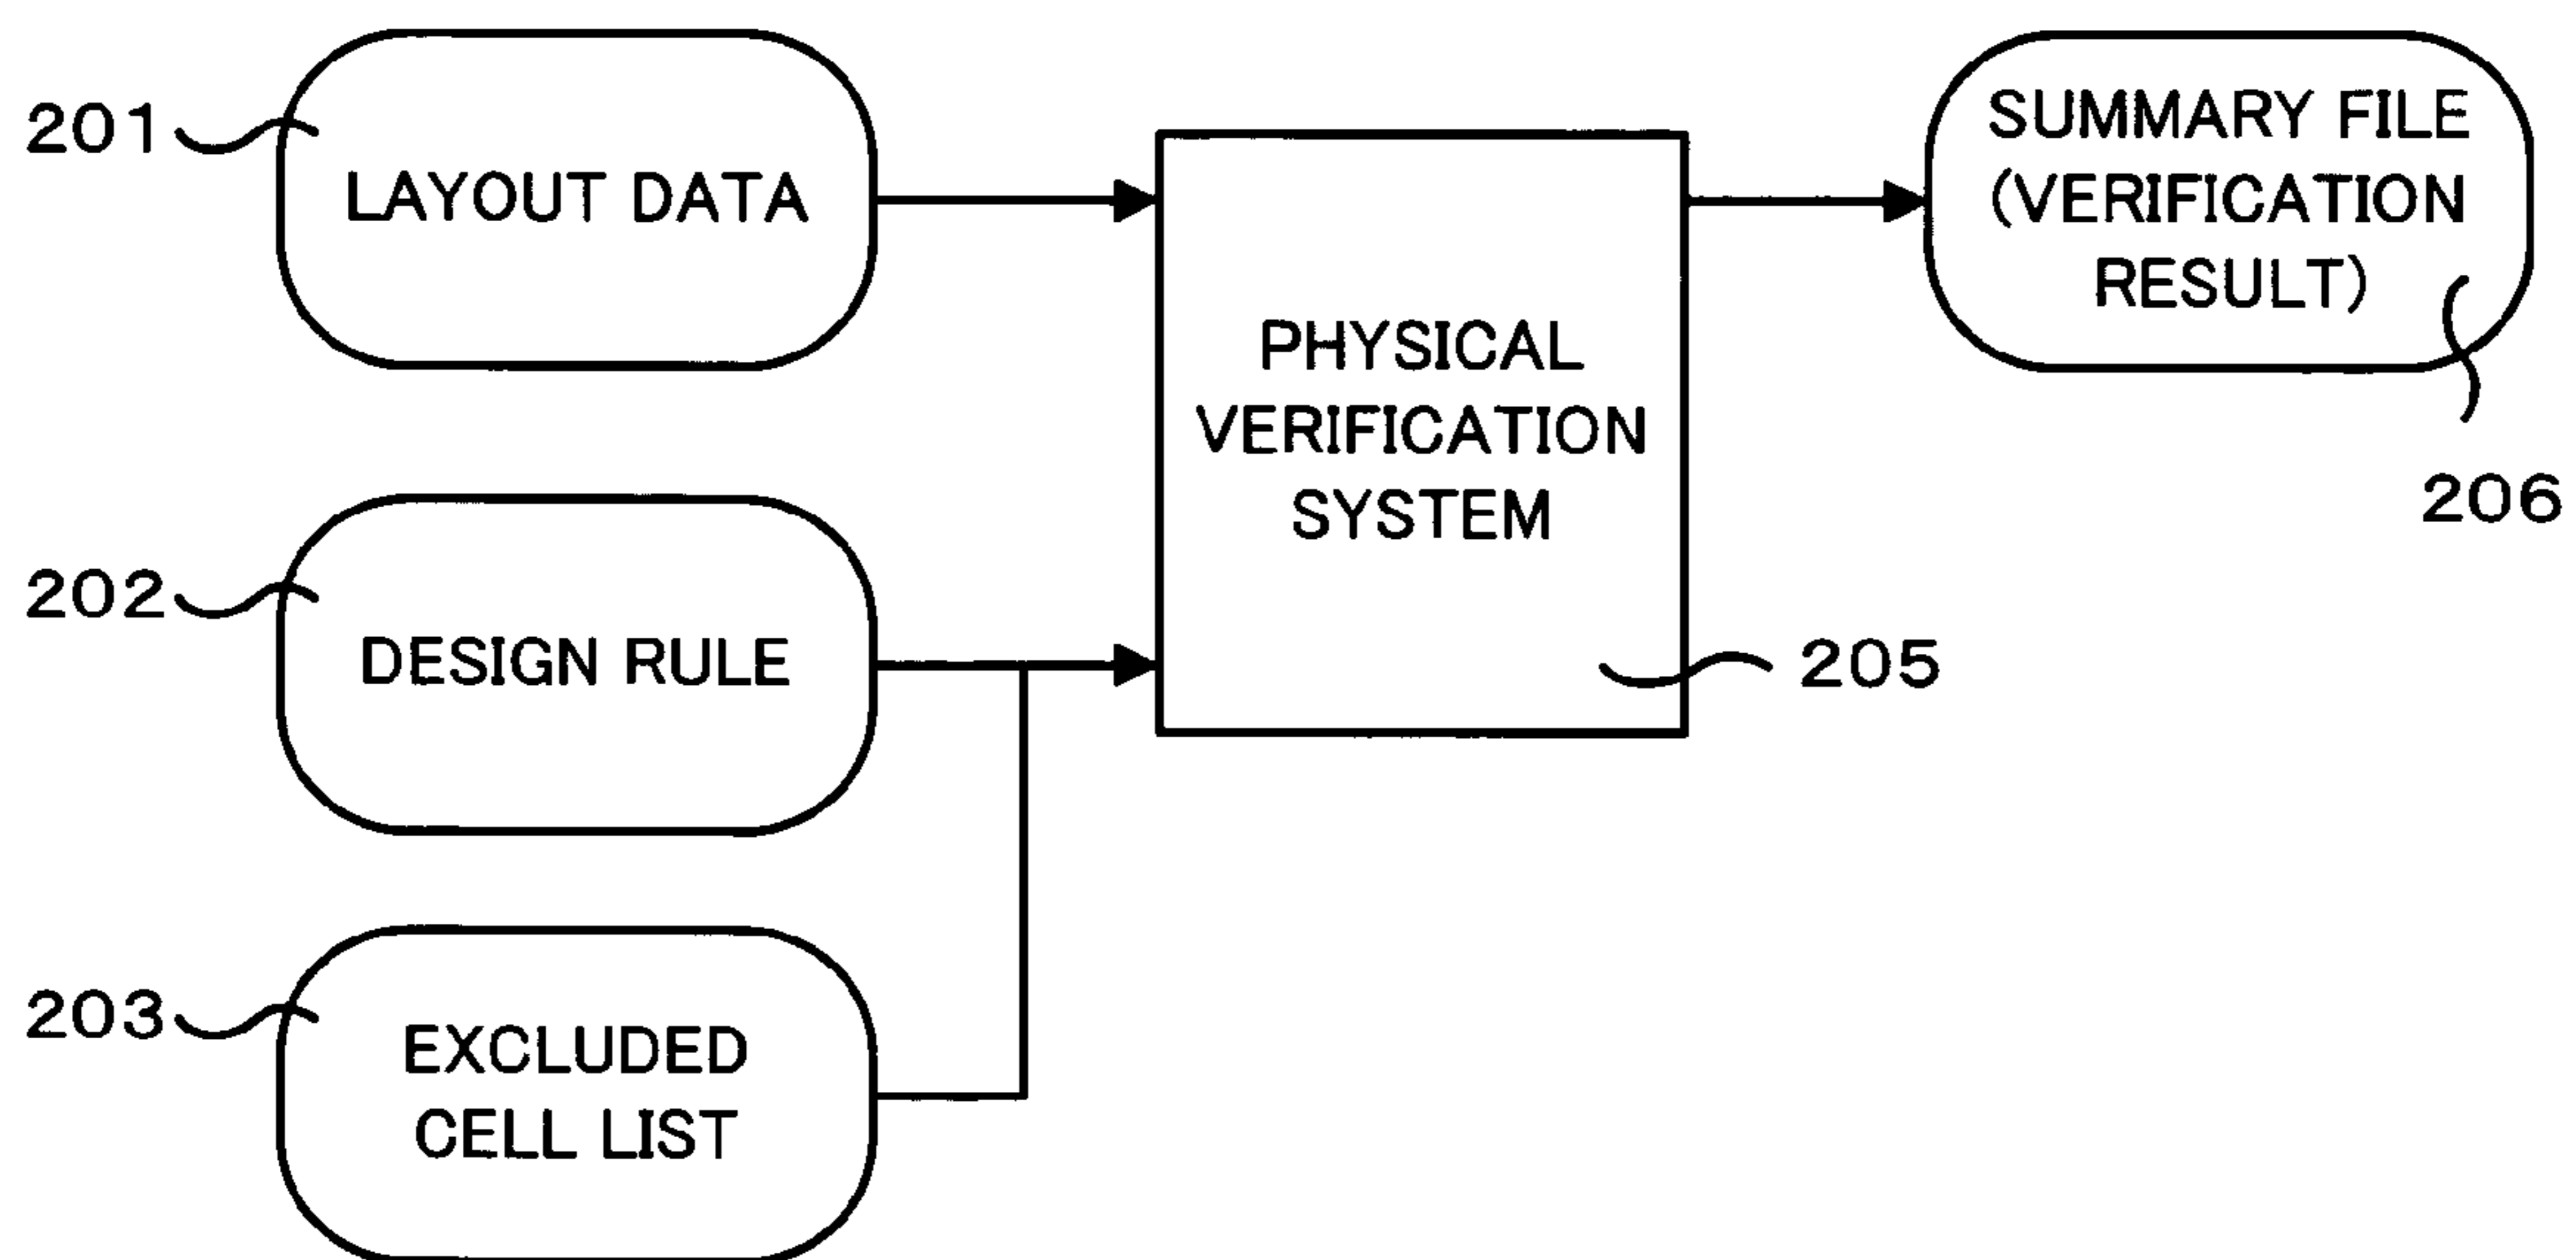 201
LAYOUT DATA
202
DESIGN RULE
203
EXCLUDED
CELL LIST
PHYSICAL
VERIFICATION
SYSTEM
205
SUMMARY FILE
(VERIFICATION
RESULT)
206